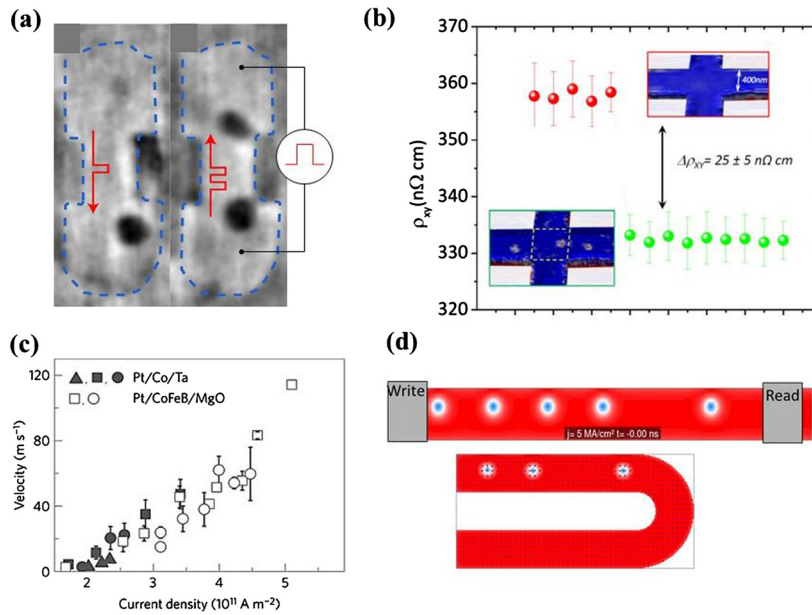 (a)
(b)
370
360
350
340
330
320
ρxy(nΩ cm)
400nm
ΔρXY= 25 ± 5 nΩ cm
(c)
120
80
40
0
Velocity (m s⁻¹)
, , Pt/Co/Ta
, Pt/CoFeB/MgO
2 3 4 5
Current density (10¹¹ A m⁻²)
(d)
Write
Read
j= 5 MA/cm² t= -0.00 ns